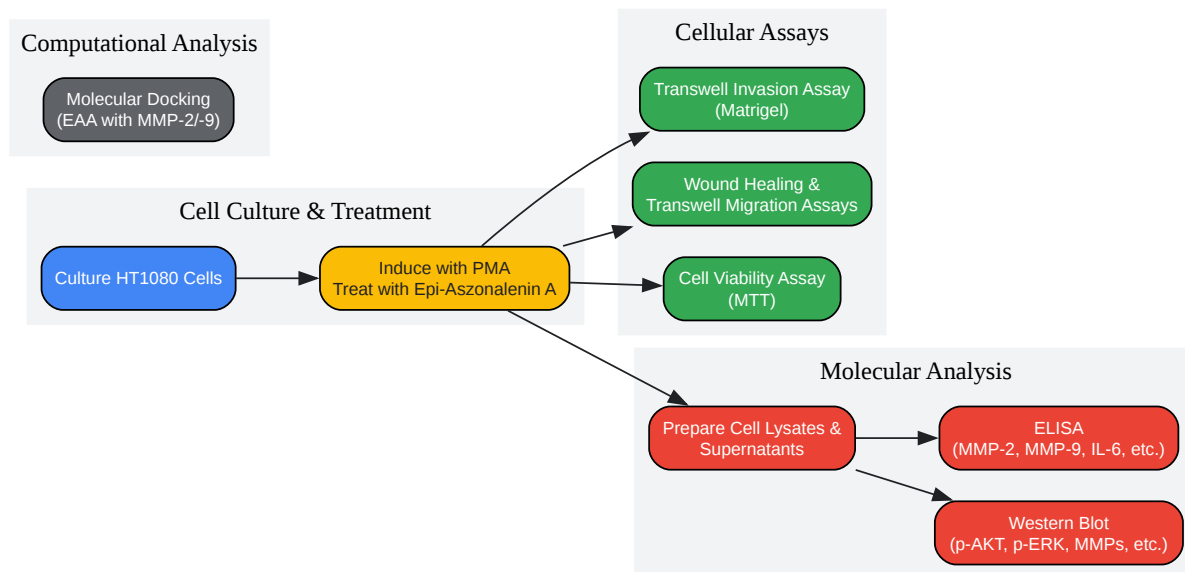 Computational Analysis
Molecular Docking
(EAA with MMP-2/-9)
Cell Culture & Treatment
Culture HT1080 Cells
Induce with PMA
Treat with Epi-Aszonalenin A
Cellular Assays
Transwell Invasion Assay
(Matrigel)
Wound Healing &
Transwell Migration Assays
Cell Viability Assay
(MTT)
Molecular Analysis
Prepare Cell Lysates &
Supernatants
ELISA
(MMP-2, MMP-9, IL-6, etc.)
Western Blot
(p-AKT, p-ERK, MMPs, etc.)